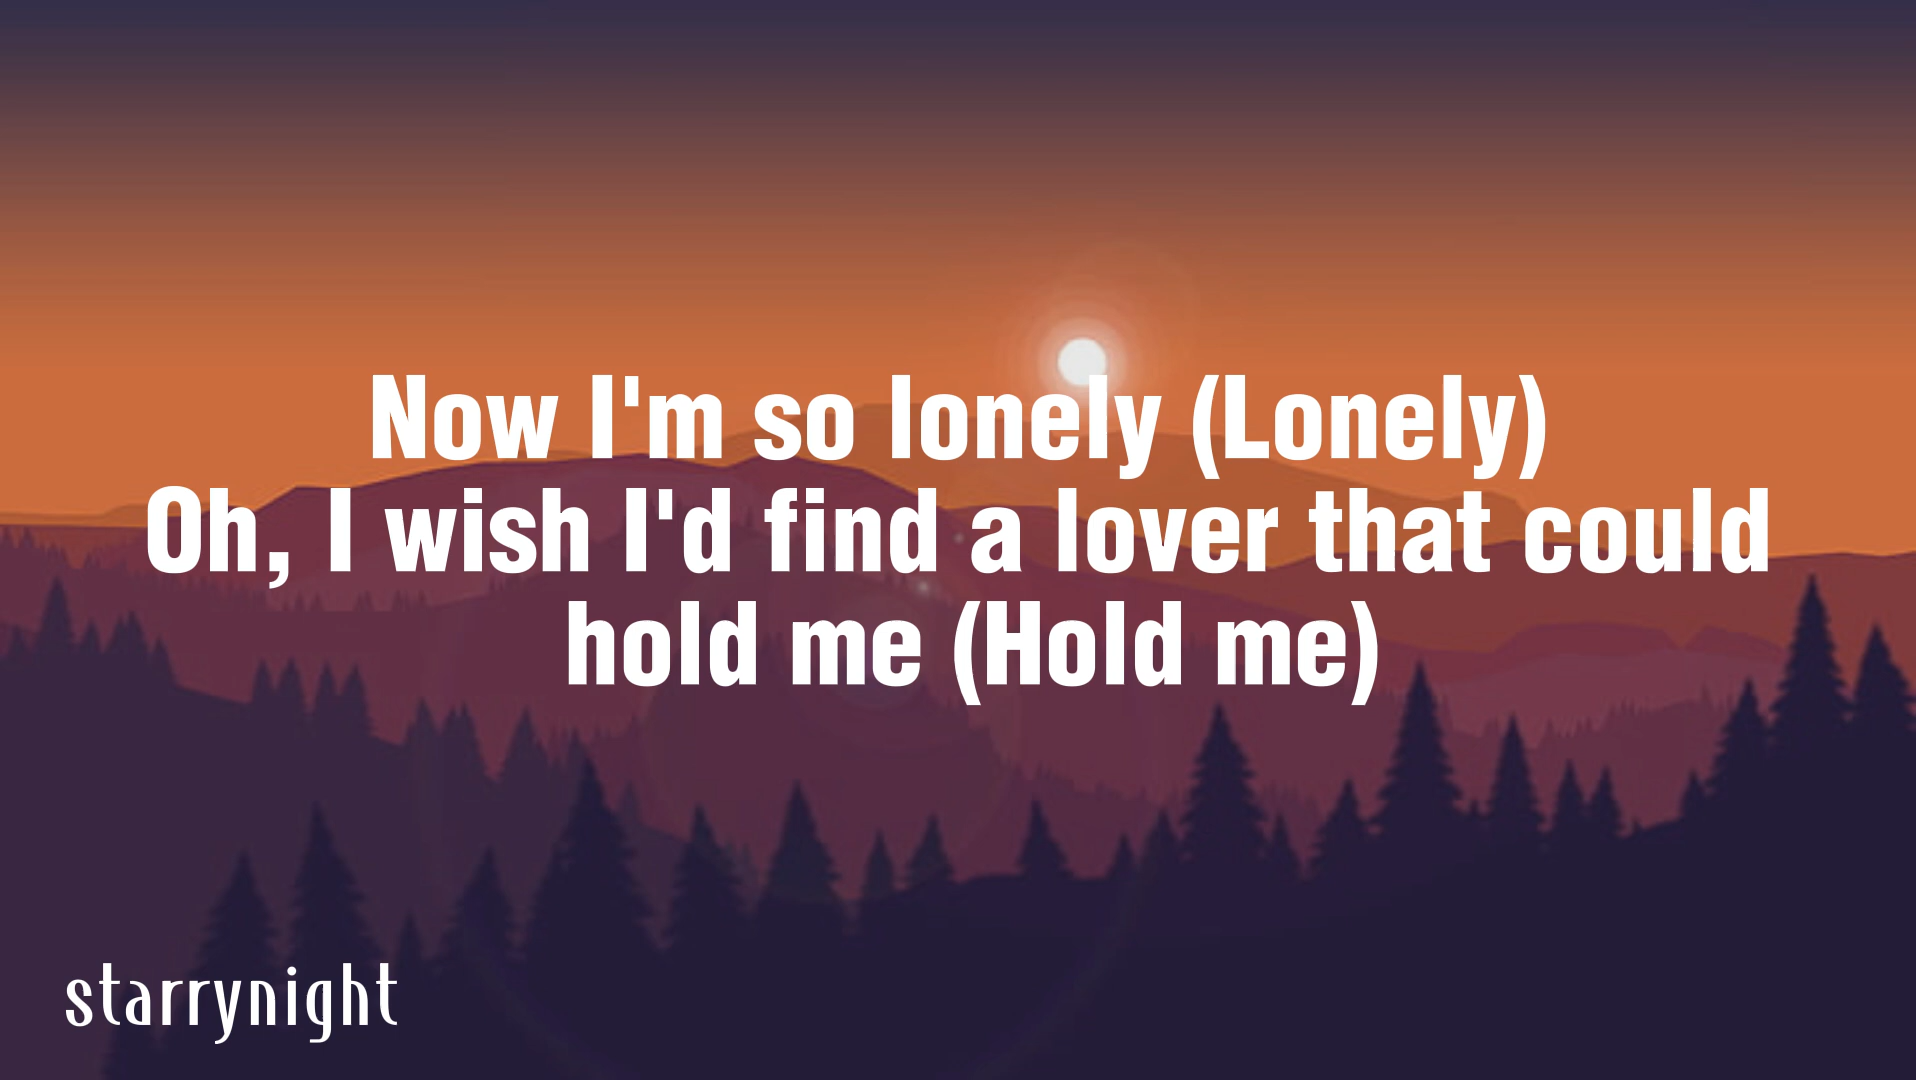 Now I'm so lonely (Lonely)
Oh, I wish I'd find a lover that could
hold me (Hold me)
starrynight